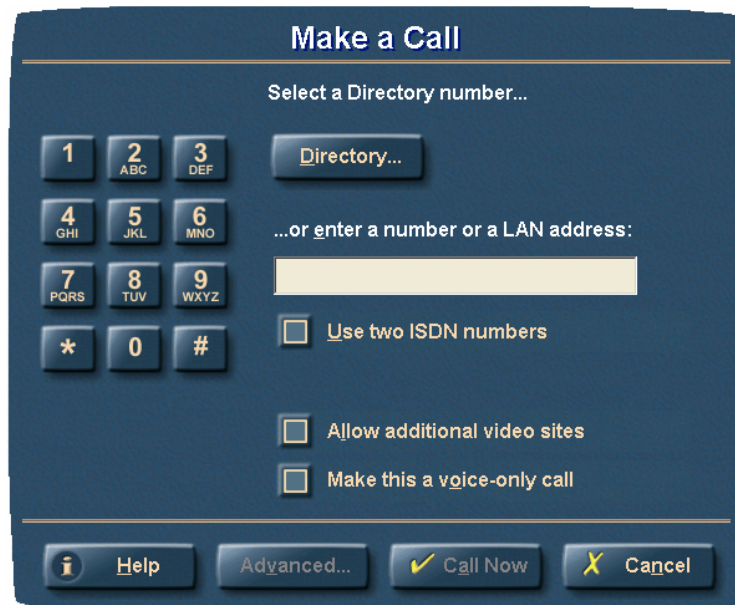 Make a Call
Select a Directory number...
1
2
ABC
3
DEF
Directory...
4
GHI
5
JKL
6
MNO
...or enter a number or a LAN address:
7
PQRS
8
TUV
9
WXYZ
Use two ISDN numbers
*
0
#
Allow additional video sites
Make this a voice-only call
i
Help
Advanced...
Call Now
Cancel